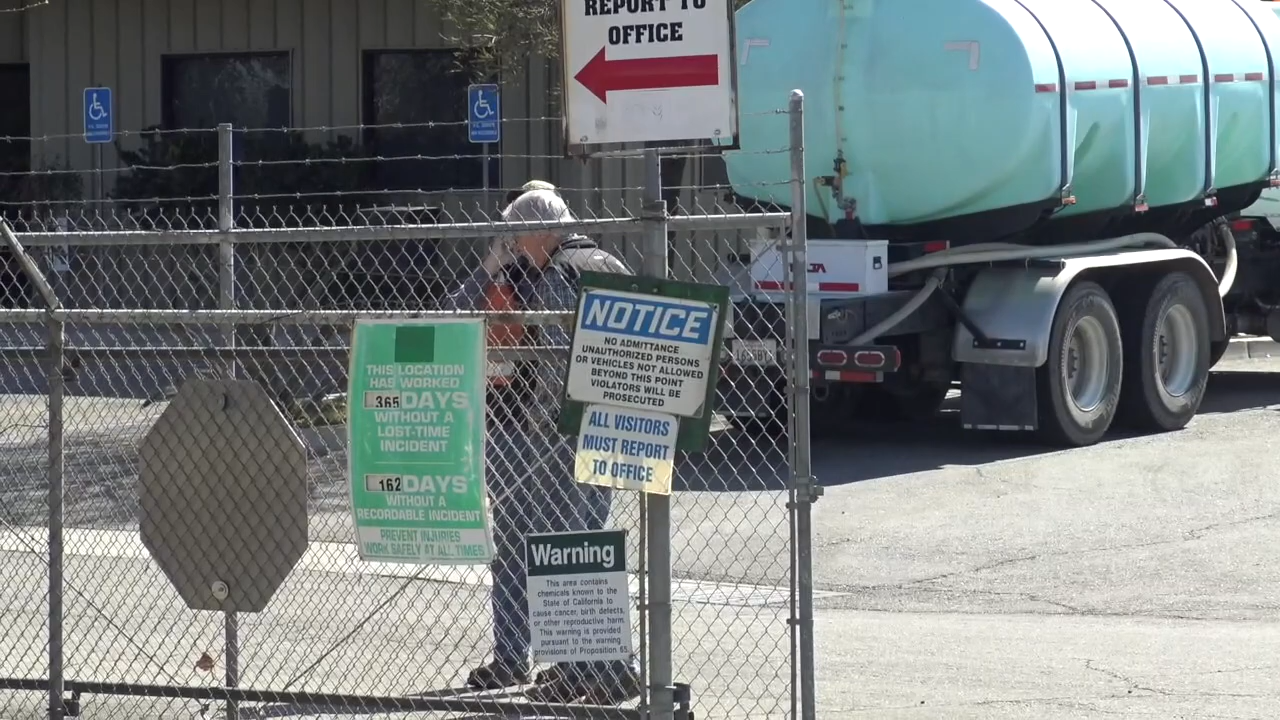 REPORT TO
OFFICE
THIS LOCATION
HAS WORKED
365 DAYS
WITHOUT A
LOST-TIME
INCIDENT
162 DAYS
WITHOUT A
RECORDABLE INCIDENT
PREVENT INJURIES
WORK SAFELY AT ALL TIMES
NOTICE
NO ADMITTANCE
UNAUTHORIZED PERSONS
OR VEHICLES NOT ALLOWED
BEYOND THIS POINT
VIOLATORS WILL BE
PROSECUTED
ALL VISITORS
MUST REPORT
TO OFFICE
Warning
This area contains
chemicals known to the
State of California to
cause cancer, birth defects,
or other reproductive harm.
This warning is provided
pursuant to the warning
provisions of Proposition 65.